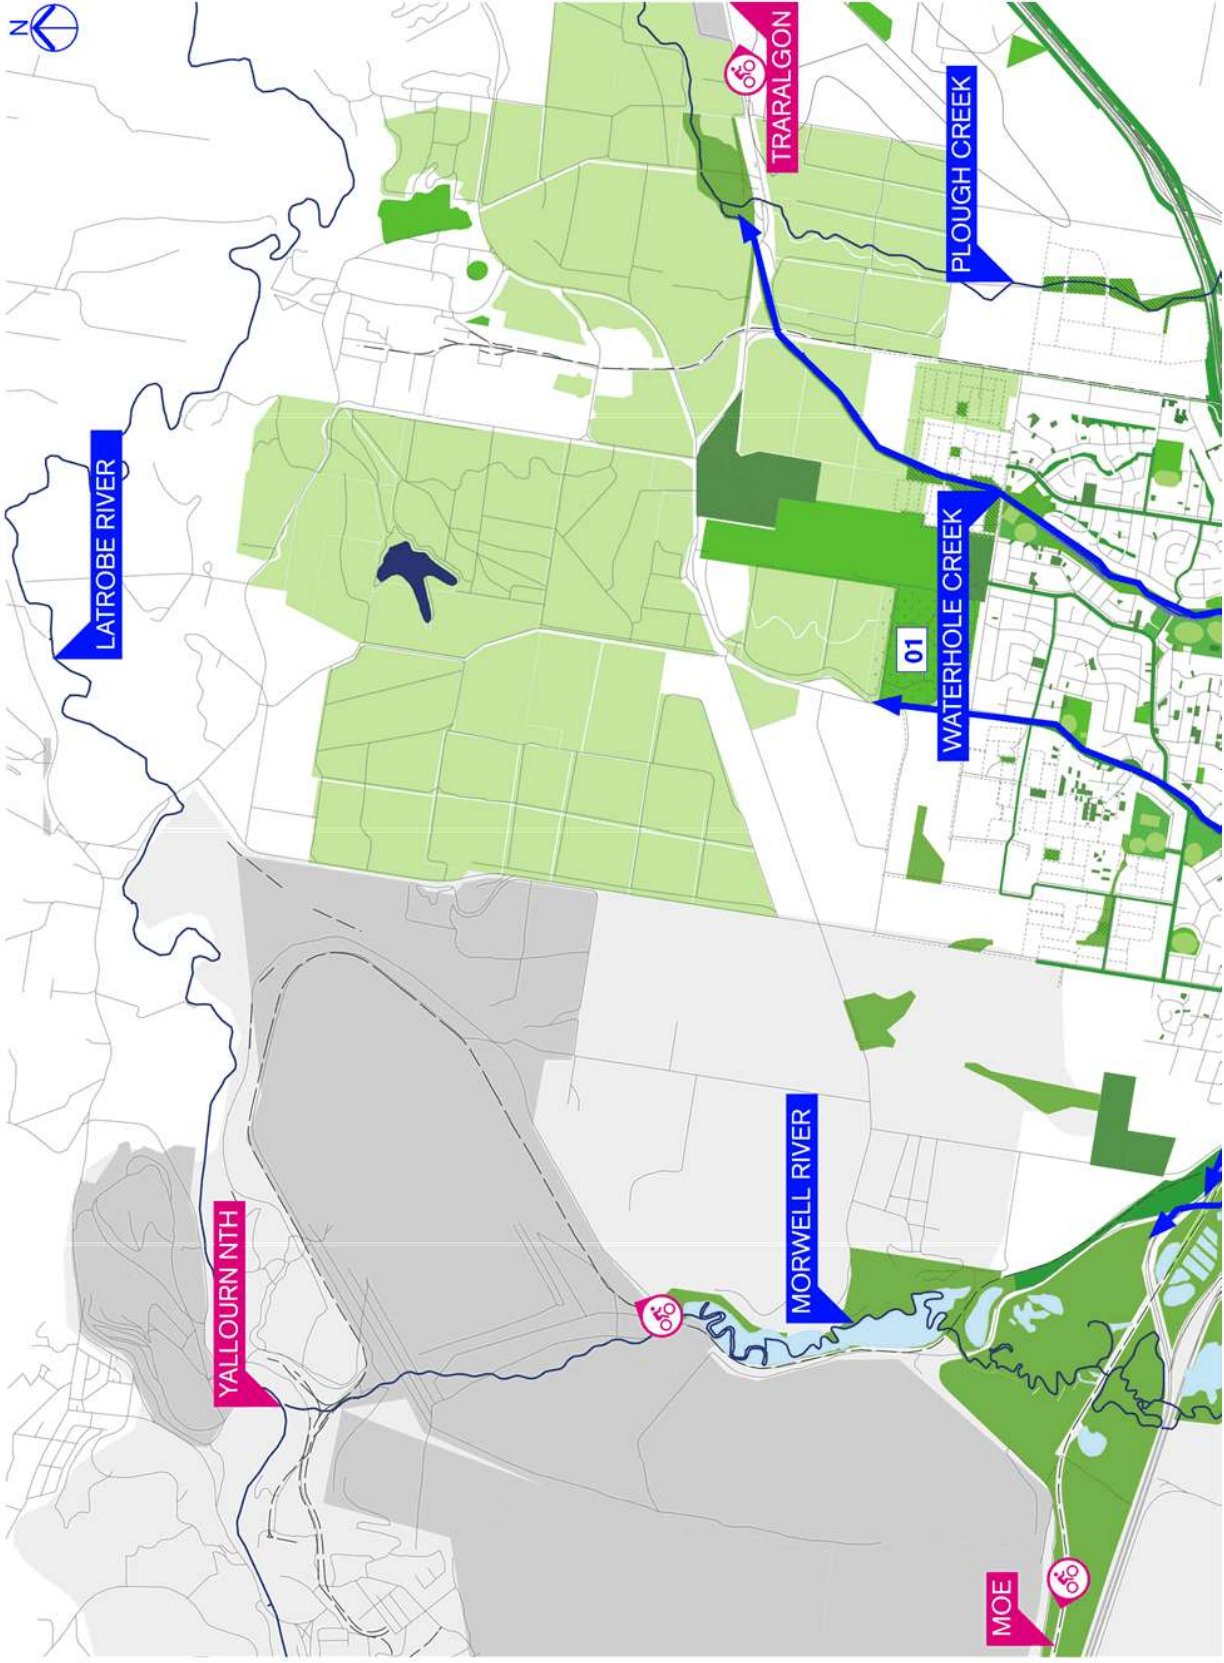 N
LATROBE RIVER
TRARALGON
PLOUGH CREEK
WATERHOLE CREEK
01
YALLOURN NTH
MORWELL RIVER
MOE